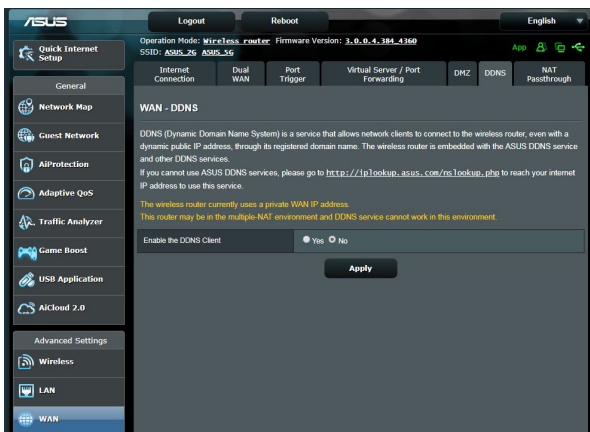 ASUS
Logout
Reboot
English
Quick Internet
Setup
Operation Mode: Wireless router Firmware Version: 3.0.0.4.384_4360
SSID: ASUS_2G ASUS_5G
App
General
Network Map
Guest Network
AiProtection
Adaptive QoS
Traffic Analyzer
Game Boost
USB Application
AiCloud 2.0
Advanced Settings
Wireless
LAN
WAN
Internet
Connection
Dual
WAN
Port
Trigger
Virtual Server / Port
Forwarding
DMZ
DDNS
NAT
Passthrough
WAN - DDNS
DDNS (Dynamic Domain Name System) is a service that allows network clients to connect to the wireless router, even with a
dynamic public IP address, through its registered domain name. The wireless router is embedded with the ASUS DDNS service
and other DDNS services.
If you cannot use ASUS DDNS services, please go to http://iplookup.asus.com/nslookup.php to reach your internet
IP address to use this service.
The wireless router currently uses a private WAN IP
address.
This router may be in the multiple-NAT environment and DDNS service cannot work in this environment.
Enable the DDNS Client
Yes No
Apply